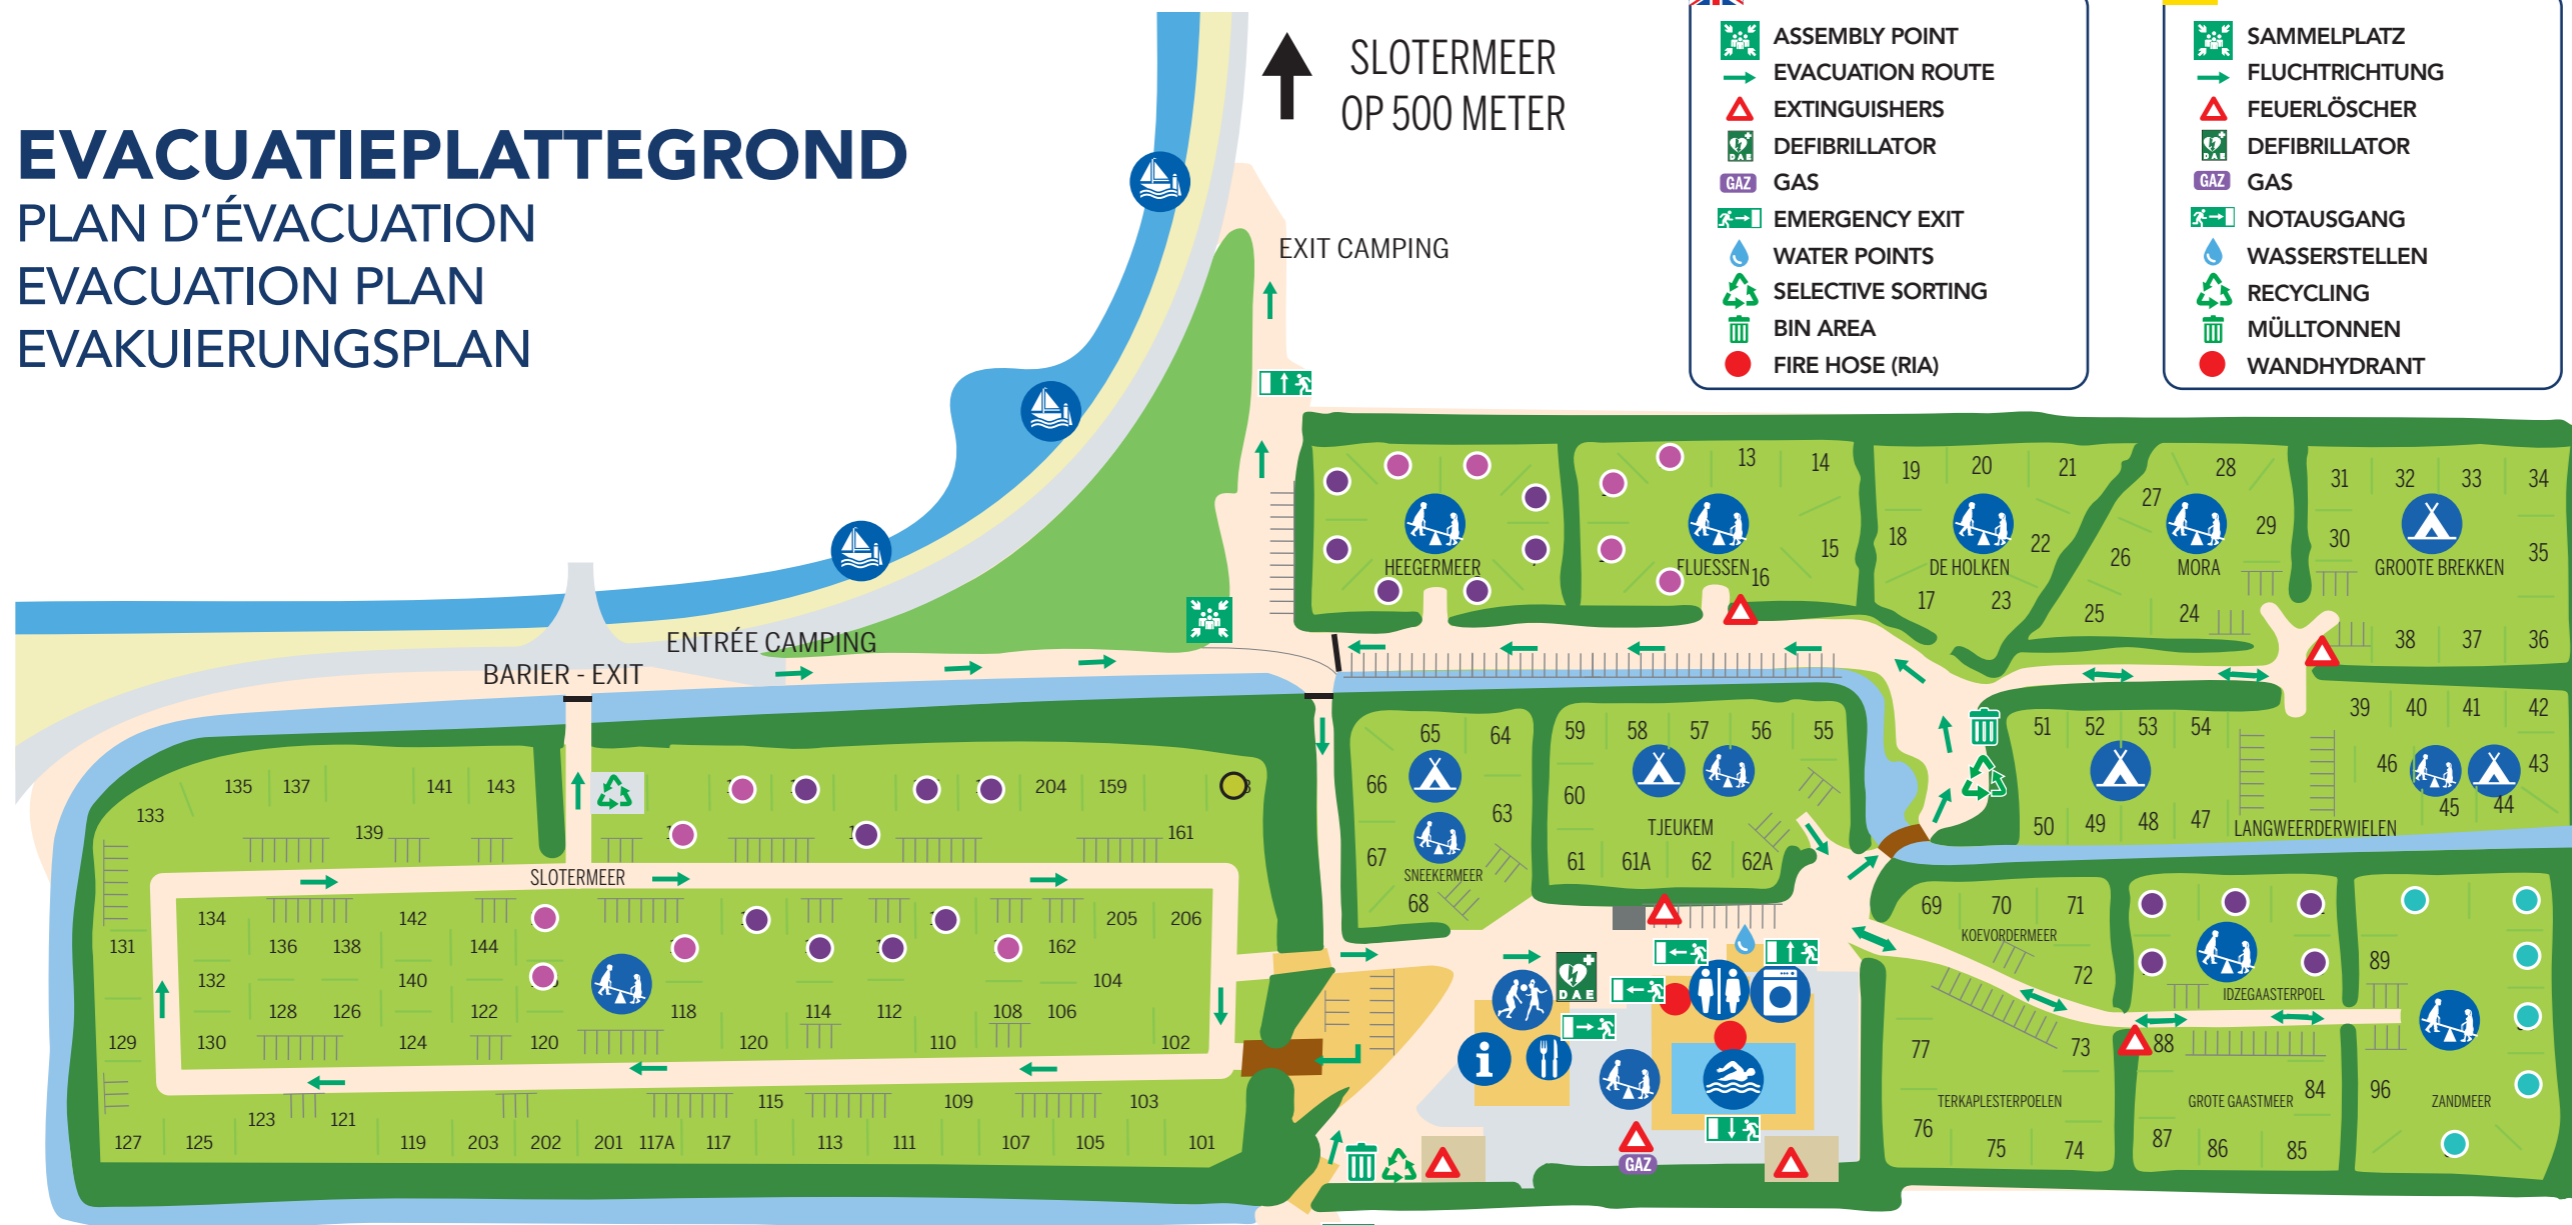 EVACUATIEPLATTEGROND
PLAN D'ÉVACUATION
EVACUATION PLAN
EVAKUIERUNGSPLAN
SLOTERMEER
OP 500 METER
EXIT CAMPING
ENTRÉE CAMPING
BARIER - EXIT
ASSEMBLY POINT
EVACUATION ROUTE
EXTINGUISHERS
DAE
DEFIBRILLATOR
GAZ
GAS
EMERGENCY EXIT
WATER POINTS
SELECTIVE SORTING
BIN AREA
FIRE HOSE (RIA)
SAMMELPLATZ
FLUCHTRICHTUNG
FEUERLÖSCHER
DAE
DEFIBRILLATOR
GAZ
GAS
NOTAUSGANG
WASSERSTELLEN
RECYCLING
MÜLLTONNEN
WANDHYDRANT
HEEGERMEER
13
14
15
16
FLUESSEN
19
20
21
18
22
DE HOLKEN
17
23
28
27
29
26
MORA
25
24
31
32
33
34
30
35
GROOTE BREKKEN
38
37
36
39
40
41
42
46
43
45
44
LANGWEERDERWIELEN
51
52
53
54
50
49
48
47
65
64
66
63
67
SNEEKERMEER
68
59
58
57
56
55
60
TJEUKEM
61
61A
62
62A
135
137
141
143
204
159
133
139
161
SLOTERMEER
134
142
205
206
131
136
138
144
162
132
140
104
128
126
122
118
114
112
108
106
129
130
124
120
120
110
102
115
109
103
123
121
127
125
119
203
202
201
117A
117
113
111
107
105
101
DAE
i
GAZ
69
70
71
KOEVORDERMEER
72
77
73
TERKAPLESTERPOELEN
76
75
74
IDZEGAASTERPOEL
88
84
GROTE GAASTMEER
87
86
85
89
96
ZANDMEER